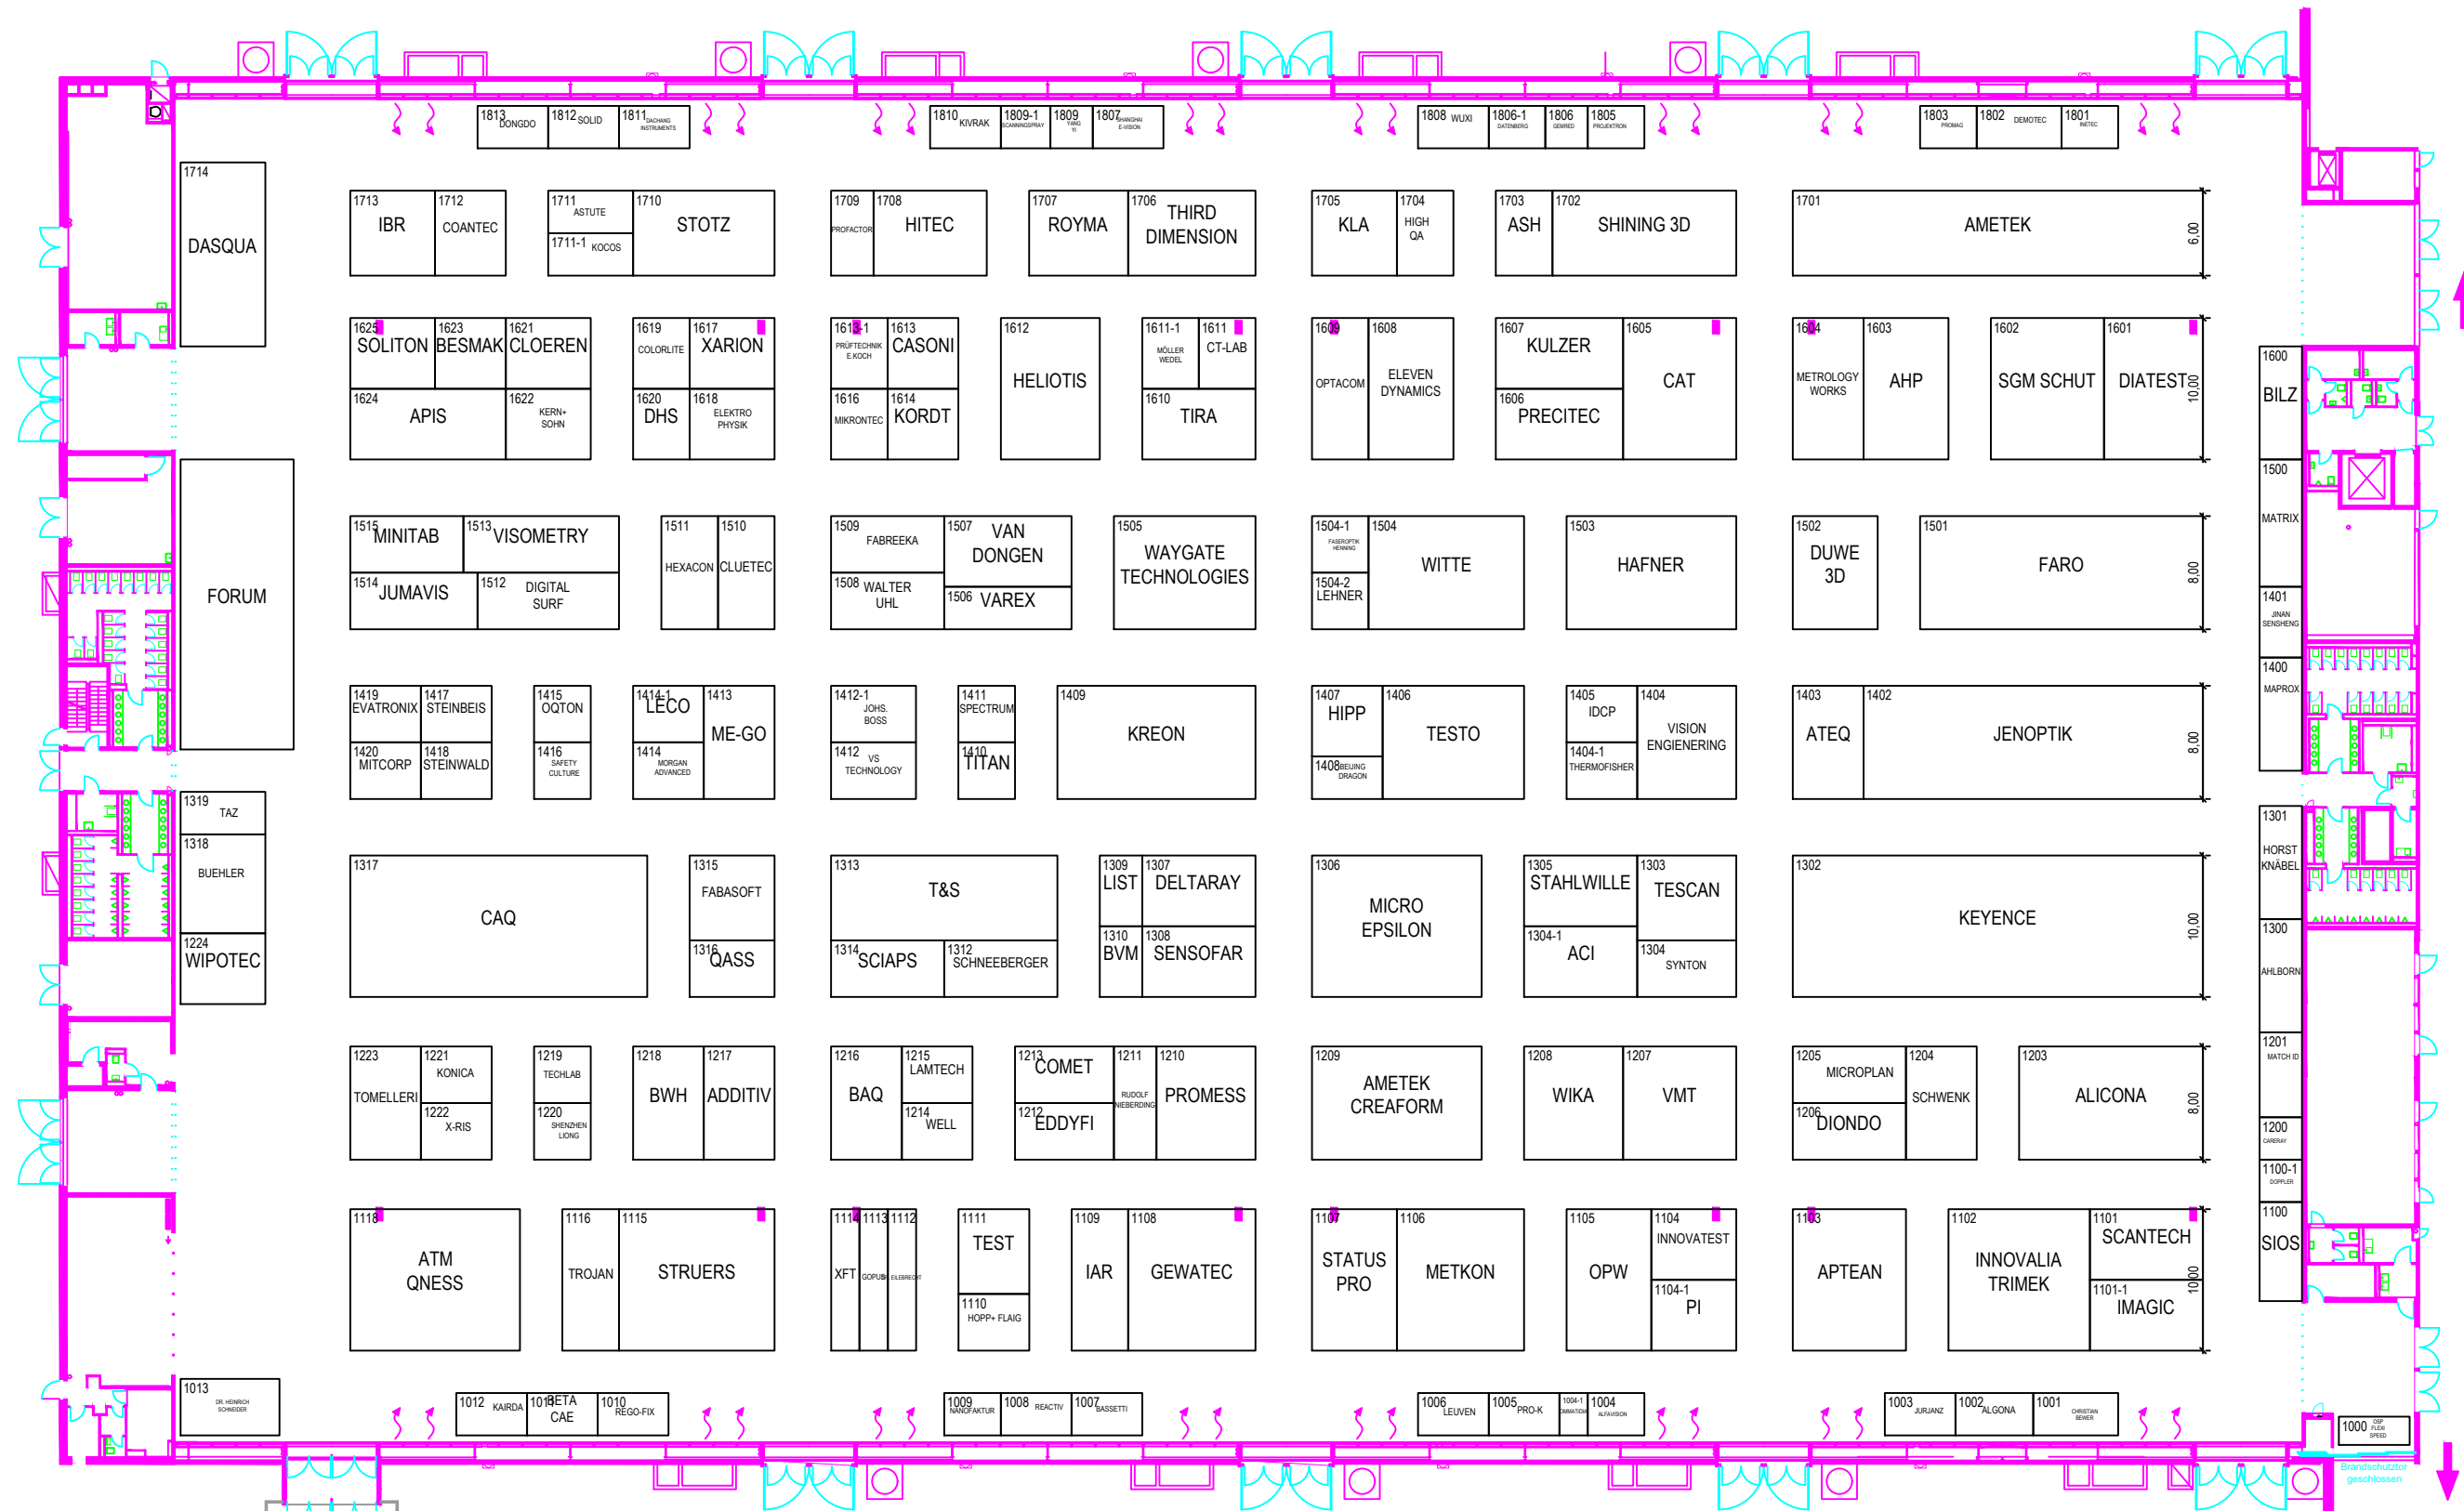 1813 DONGDO
1812 SOLID
1811 DACHANG
INSTRUMENTS
1810 KIVRAK
1809-1
SCANNINGSPRAY
1809
YANG
YI
1807
SHANGHAI
E-VISION
1808 WUXI
1806-1
DATENBERG
1806
GEMRED
1805
PROJEKTRON
1803
PROMAG
1802 DEMOTEC
1801
INETEC
1714
DASQUA
1713
IBR
1712
COANTEC
1711
ASTUTE
1711-1 KOCOS
1710
STOTZ
1709
PROFACTOR
1708
HITEC
1707
ROYMA
1706
THIRD
DIMENSION
1705
KLA
1704
HIGH
QA
1703
ASH
1702
SHINING 3D
1701
AMETEK
6,00
1625
SOLITON
1623
BESMAK
1621
CLOEREN
1624
APIS
1622
KERN+
SOHN
1619
COLORLITE
1617
XARION
1620
DHS
1618
ELEKTRO
PHYSIK
1613-1
PRÜFTECHNIK
E.KOCH
1613
CASONI
1616
MIKRONTEC
1614
KORDT
1612
HELIOTIS
1611-1
MÖLLER
WEDEL
1611
CT-LAB
1610
TIRA
1609
OPTACOM
1608
ELEVEN
DYNAMICS
1607
KULZER
1606
PRECITEC
1605
CAT
1604
METROLOGY
WORKS
1603
AHP
1602
SGM SCHUT
1601
DIATEST
10,00
1600
BILZ
1500
MATRIX
1401
JINAN
SENSHENG
1400
MAPROX
FORUM
1515
MINITAB
1513
VISOMETRY
1514
JUMAVIS
1512
DIGITAL
SURF
1511
HEXACON
1510
CLUETEC
1509
FABREEKA
1508 WALTER
UHL
1507
VAN
DONGEN
1506 VAREX
1505
WAYGATE
TECHNOLOGIES
1504-1
FASEROPTIK
HENNING
1504-2
LEHNER
1504
WITTE
1503
HAFNER
1502
DUWE
3D
1501
FARO
8,00
1419
EVATRONIX
1417
STEINBEIS
1420
MITCORP
1418
STEINWALD
1415
OQTON
1416
SAFETY
CULTURE
1414-1
LECO
1414
MORGAN
ADVANCED
1413
ME-GO
1412-1
JOHS.
BOSS
1412 VS
TECHNOLOGY
1411
SPECTRUM
1410
TITAN
1409
KREON
1407
HIPP
1408 BEIJING
DRAGON
1406
TESTO
1405
IDCP
1404-1
THERMOFISHER
1404
VISION
ENGIENERING
1403
ATEQ
1402
JENOPTIK
8,00
1319
TAZ
1318
BUEHLER
1224
WIPOTEC
1317
CAQ
1315
FABASOFT
1316
QASS
1313
T&S
1314
SCIAPS
1312
SCHNEEBERGER
1309
LIST
1307
DELTARAY
1310
BVM
1308
SENSOFAR
1306
MICRO
EPSILON
1305
STAHLWILLE
1304-1
ACI
1303
TESCAN
1304
SYNTON
1302
KEYENCE
10,00
1301
HORST
KNÄBEL
1300
AHLBORN
1201
MATCH ID
1200
CARERAY
1100-1
DOPPLER
1100
SIOS
1223
TOMELLERI
1221
KONICA
1222
X-RIS
1219
TECHLAB
1220
SHENZHEN
LIONG
1218
BWH
1217
ADDITIV
1216
BAQ
1215
LAMTECH
1214
WELL
1213
COMET
1212
EDDYFI
1211
RUDOLF
NIEBERDING
1210
PROMESS
1209
AMETEK
CREAFORM
1208
WIKA
1207
VMT
1205
MICROPLAN
1206
DIONDO
1204
SCHWENK
1203
ALICONA
8,00
1118
ATM
QNESS
1116
TROJAN
1115
STRUERS
1114
XFT
1113
1112
EILEBRECHT
1111
TEST
1110
HOPP+ FLAIG
1109
IAR
1108
GEWATEC
1107
STATUS
PRO
1106
METKON
1105
OPW
1104
INNOVATEST
1104-1
PI
1103
APTEAN
1102
INNOVALIA
TRIMEK
1101
SCANTECH
1101-1
IMAGIC
10,00
1013
DR. HEINRICH
SCHNEIDER
1012 KAIRDA
1011
BETA
CAE
1010
REGO-FIX
1009
NANOFAKTUR
1008 REACTIV
1007
BASSETTI
1006
LEUVEN
1005
PRO-K
1004-1
1004
ALFAVISION
1003
JURJANZ
1002
ALGONA
1001
CHRISTIAN
BEWER
1000
OSP
FLEXI
SPEED
Brandschutztor
geschlossen